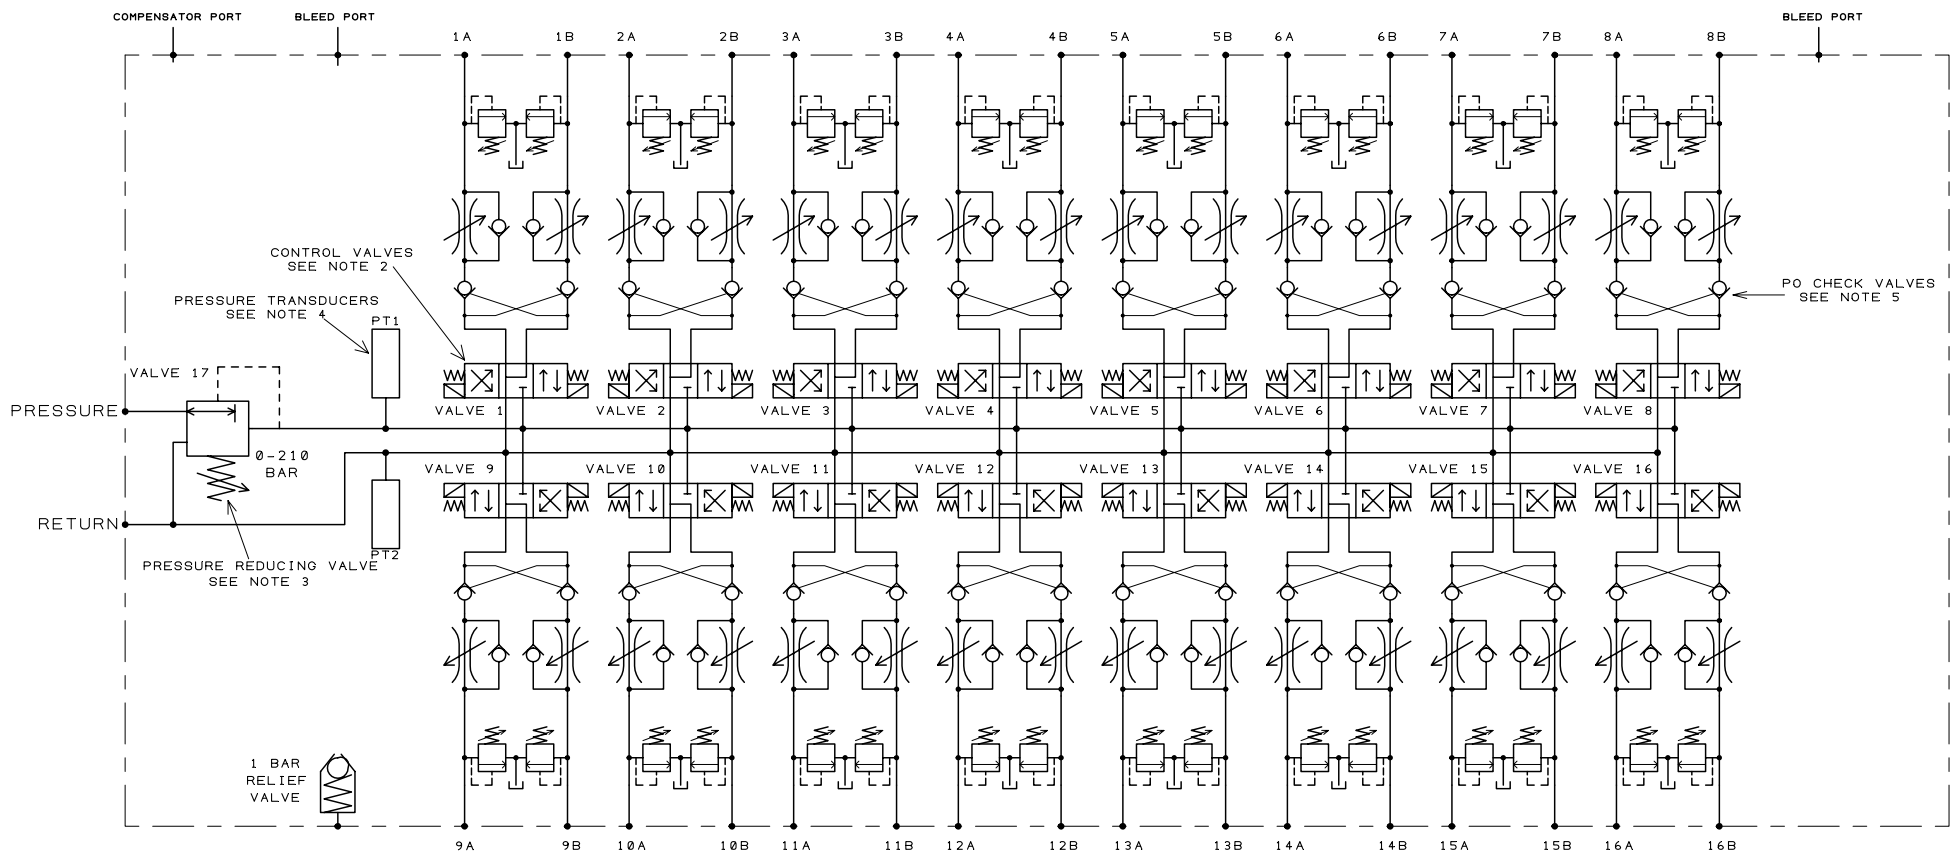 COMPENSATOR PORT
BLEED PORT
BLEED PORT
1A 1B 2A 2B 3A 3B 4A 4B 5A 5B 6A 6B 7A 7B 8A 8B
CONTROL VALVES
SEE NOTE 2
PRESSURE TRANSDUCERS
SEE NOTE 4
PT1
PO CHECK VALVES
SEE NOTE 5
VALVE 17
PRESSURE
VALVE 1
VALVE 2
VALVE 3
VALVE 4
VALVE 5
VALVE 6
VALVE 7
VALVE 8
0-210
BAR
VALVE 9
VALVE 10
VALVE 11
VALVE 12
VALVE 13
VALVE 14
VALVE 15
VALVE 16
RETURN
PT2
PRESSURE REDUCING VALVE
SEE NOTE 3
1 BAR
RELIEF
VALVE
9A 9B 10A 10B 11A 11B 12A 12B 13A 13B 14A 14B 15A 15B 16A 16B